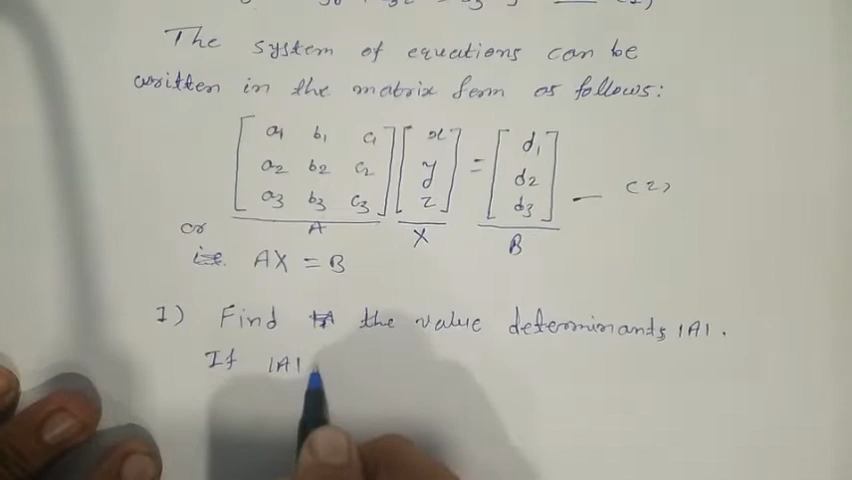 The system of equations can be
written in the matrix form as follows:
[ a1 b1 c1 ] [ x ] = [ d1 ]
[ a2 b2 c2 ] [ y ] [ d2 ] — (2)
[ a3 b3 c3 ] [ z ] [ d3 ]
A X B
or
i.e. AX = B
I) Find the value determinants |A|.
If |A|